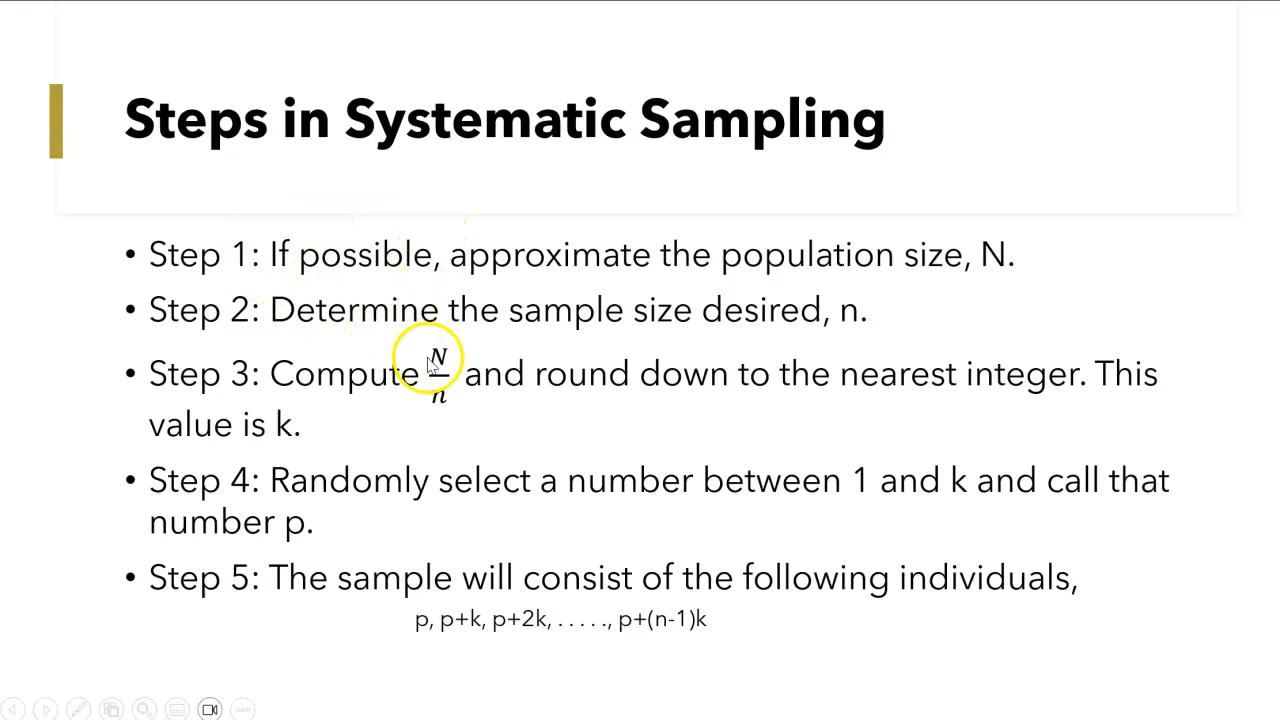 Steps in Systematic Sampling
• Step 1: If possible, approximate the population size, N.
• Step 2: Determine the sample size desired, n.
• Step 3: Compute N/n and round down to the nearest integer. This
value is k.
• Step 4: Randomly select a number between 1 and k and call that
number p.
• Step 5: The sample will consist of the following individuals,
p, p+k, p+2k, . . . . ., p+(n-1)k